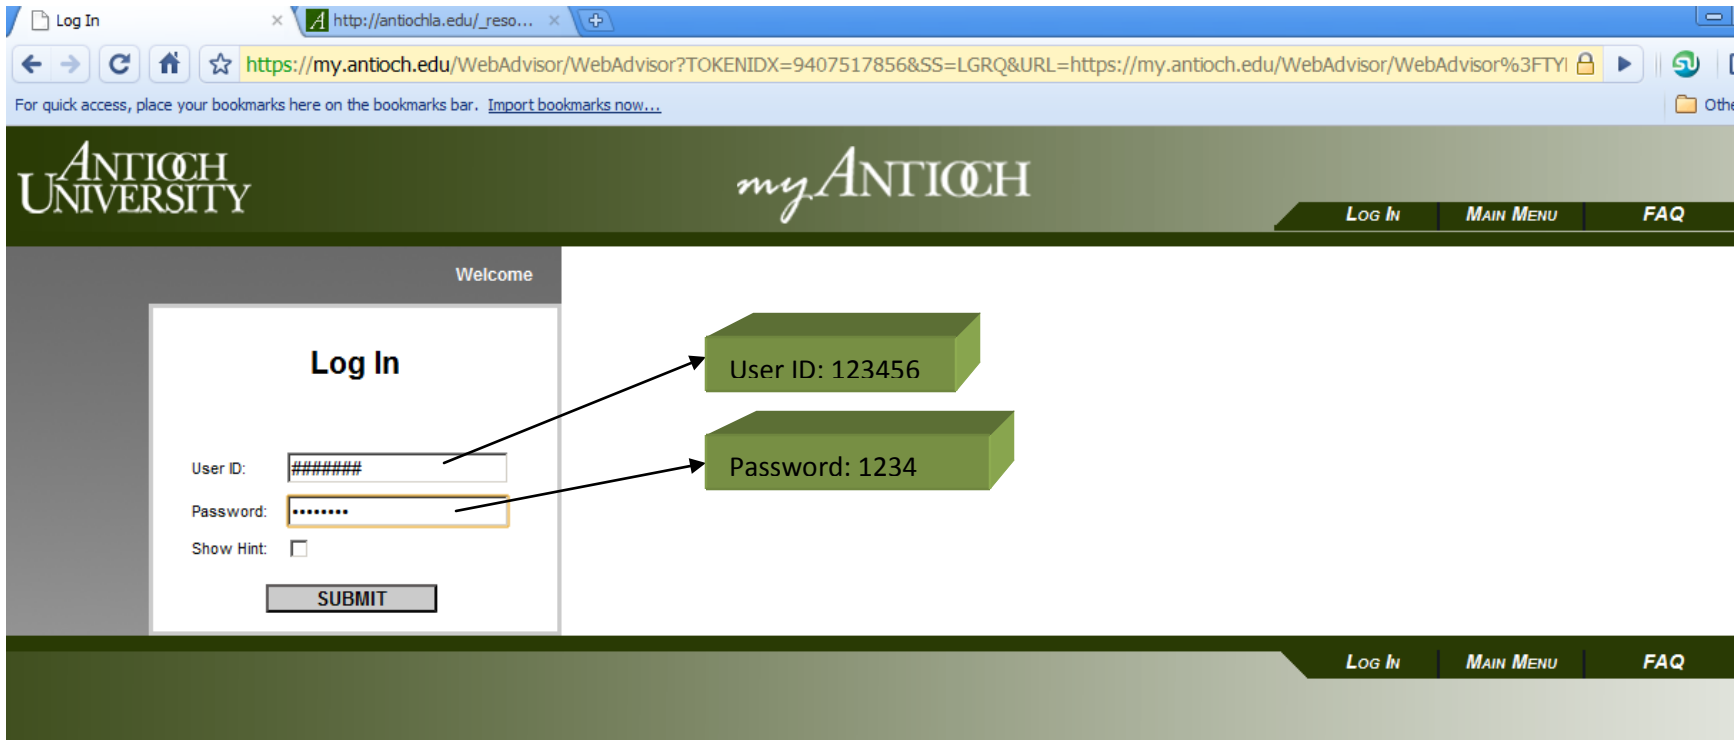 Log In
http://antiochla.edu/_reso...
https://my.antioch.edu/WebAdvisor/WebAdvisor?TOKENIDX=9407517856&SS=LGRQ&URL=https://my.antioch.edu/WebAdvisor/WebAdvisor%3FTY
For quick access, place your bookmarks here on the bookmarks bar. Import bookmarks now...
Othe
ANTIOCH
UNIVERSITY
my ANTIOCH
LOG IN MAIN MENU FAQ
Welcome
Log In
User ID: 123456
User ID: #######
Password: 1234
Password: ••••••••
Show Hint:
SUBMIT
LOG IN MAIN MENU FAQ